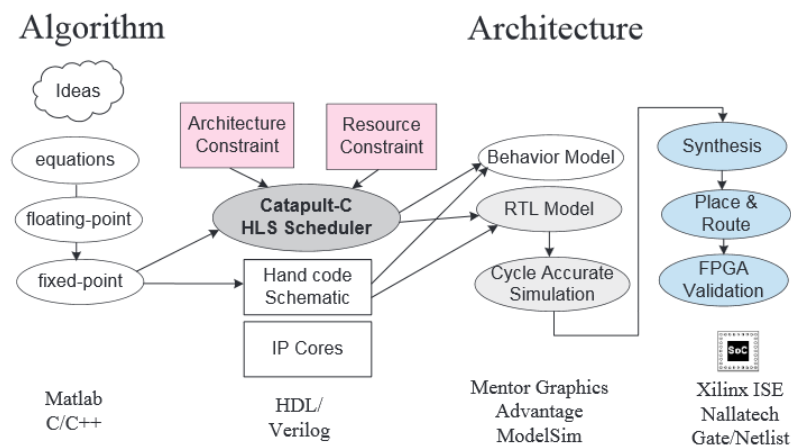 Algorithm
Architecture
Ideas
equations
floating-point
fixed-point
Architecture
Constraint
Resource
Constraint
Catapult-C
HLS Scheduler
Hand code
Schematic
IP Cores
Behavior Model
RTL Model
Cycle Accurate
Simulation
Synthesis
Place &
Route
FPGA
Validation
SoC
Matlab
C/C++
HDL/
Verilog
Mentor Graphics
Advantage
ModelSim
Xilinx ISE
Nallatech
Gate/Netlist